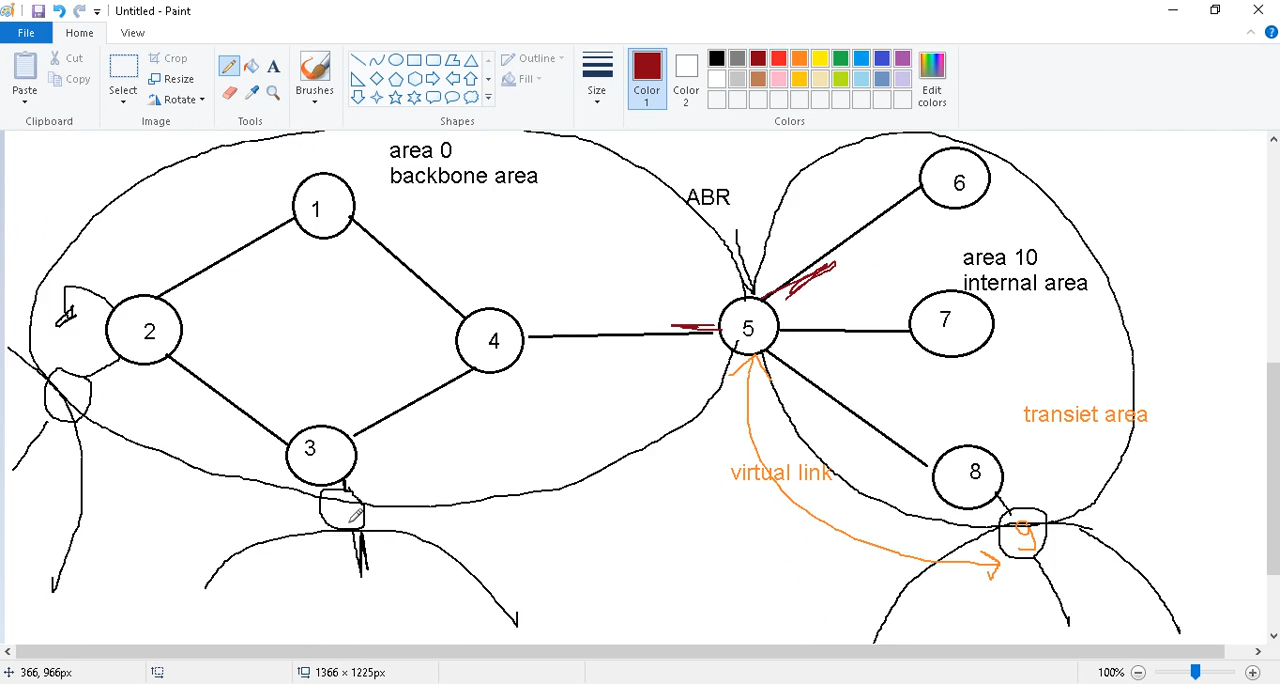 Untitled - Paint
File
Home
View
Paste
Cut
Copy
Clipboard
Select
Crop
Resize
Rotate
Image
A
Tools
Brushes
Shapes
Outline
Fill
Size
Color
1
Color
2
Edit
colors
Colors
area 0
backbone area
ABR
1
2
3
4
5
6
7
8
9
area 10
internal area
transiet area
virtual link
366, 966px
1366 × 1225px
100%